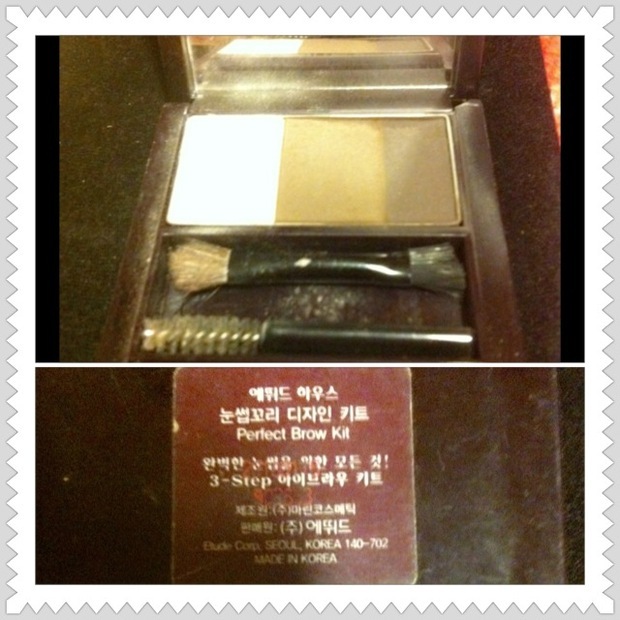 에뛰드 하우스
눈썹꼬리 디자인 키트
Perfect Brow Kit
완벽한 눈썹을 위한 모든 것!
3-Step 아이브라우 키트
제조원:(주)마린코스메틱
판매원:(주)에뛰드
Etude Corp. SEOUL, KOREA 140-702
MADE IN KOREA